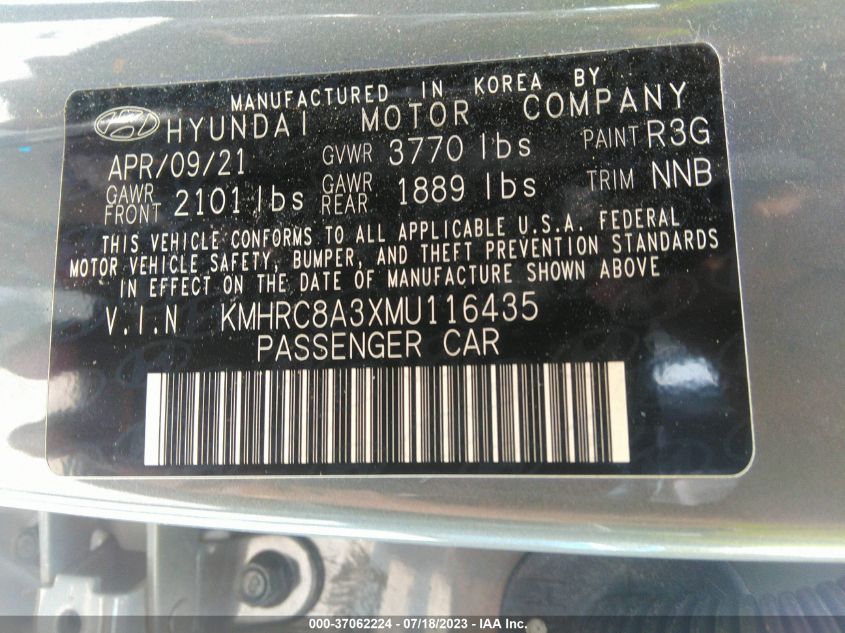 MANUFACTURED IN KOREA BY
HYUNDAI MOTOR COMPANY
APR/09/21 GVWR 3770 lbs PAINT R3G
GAWR FRONT 2101 lbs GAWR REAR 1889 lbs TRIM NNB
THIS VEHICLE CONFORMS TO ALL APPLICABLE U.S.A. FEDERAL
MOTOR VEHICLE SAFETY, BUMPER, AND THEFT PREVENTION STANDARDS
IN EFFECT ON THE DATE OF MANUFACTURE SHOWN ABOVE
V.I.N KMHRC8A3XMU116435
PASSENGER CAR
000-37062224 - 07/18/2023 - IAA Inc.